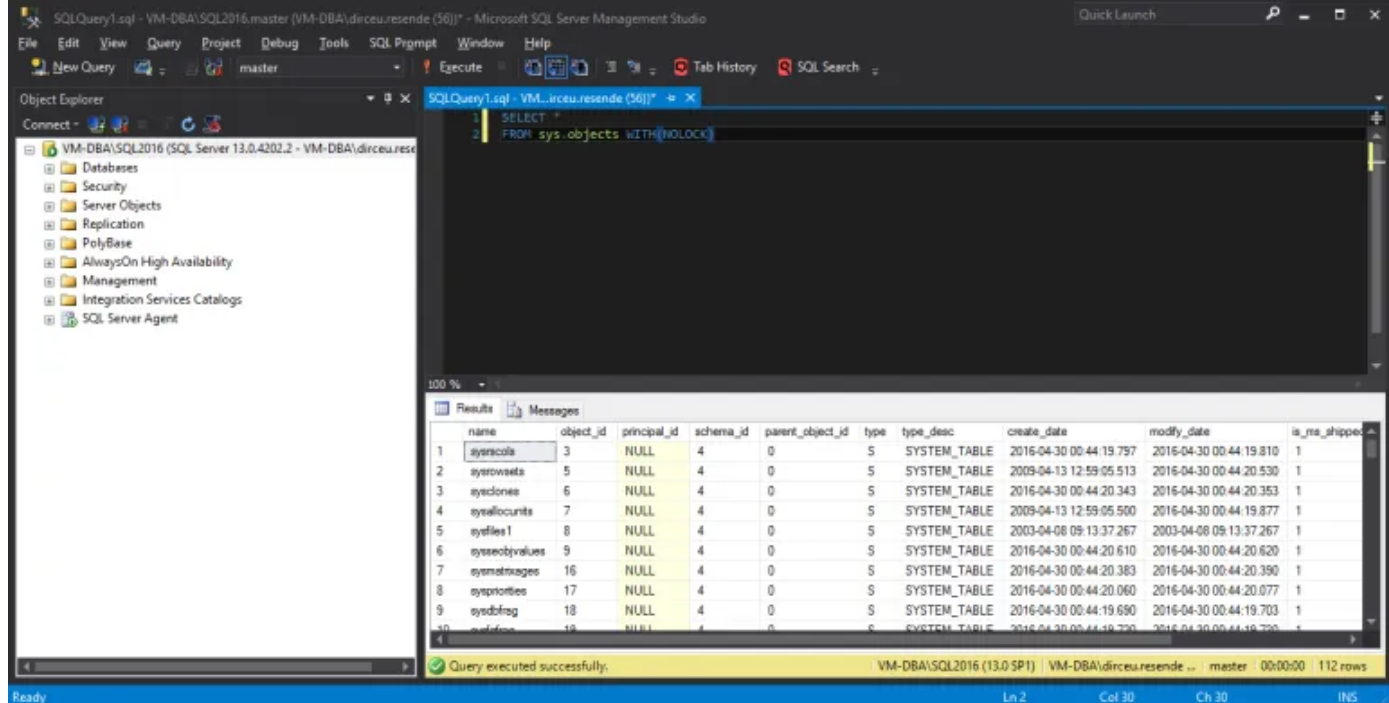 SQLQuery1.sql - VM-DBA\SQL2016.master (VM-DBA\dirceu.resende (56))* - Microsoft SQL Server Management Studio
Quick Launch
File Edit View Query Project Debug Tools SQL Prompt Window Help
New Query master Execute Tab History SQL Search
Object Explorer
Connect
VM-DBA\SQL2016 (SQL Server 13.0.4202.2 - VM-DBA\dirceu.rese
Databases
Security
Server Objects
Replication
PolyBase
AlwaysOn High Availability
Management
Integration Services Catalogs
SQL Server Agent
SQLQuery1.sql - VM...irceu.resende (56))*
1 SELECT *
2 FROM sys.objects WITH(NOLOCK)
100 %
Results Messages
name object_id principal_id schema_id parent_object_id type type_desc create_date modify_date is_ms_shipped
1 sysrscols 3 NULL 4 0 S SYSTEM_TABLE 2016-04-30 00:44:19.797 2016-04-30 00:44:19.810 1
2 sysrowsets 5 NULL 4 0 S SYSTEM_TABLE 2009-04-13 12:59:05.513 2016-04-30 00:44:20.530 1
3 sysclones 6 NULL 4 0 S SYSTEM_TABLE 2016-04-30 00:44:20.343 2016-04-30 00:44:20.353 1
4 sysallocunits 7 NULL 4 0 S SYSTEM_TABLE 2009-04-13 12:59:05.500 2016-04-30 00:44:19.877 1
5 sysfiles1 8 NULL 4 0 S SYSTEM_TABLE 2003-04-08 09:13:37.267 2003-04-08 09:13:37.267 1
6 sysseobjvalues 9 NULL 4 0 S SYSTEM_TABLE 2016-04-30 00:44:20.610 2016-04-30 00:44:20.620 1
7 sysmatrixages 16 NULL 4 0 S SYSTEM_TABLE 2016-04-30 00:44:20.383 2016-04-30 00:44:20.390 1
8 syspriorities 17 NULL 4 0 S SYSTEM_TABLE 2016-04-30 00:44:20.060 2016-04-30 00:44:20.077 1
9 sysdbfrag 18 NULL 4 0 S SYSTEM_TABLE 2016-04-30 00:44:19.690 2016-04-30 00:44:19.703 1
10 19 NULL 4 0 S SYSTEM_TABLE
Query executed successfully. VM-DBA\SQL2016 (13.0 SP1) VM-DBA\dirceu.resende ... master 00:00:00 112 rows
Ready Ln 2 Col 30 Ch 30 INS